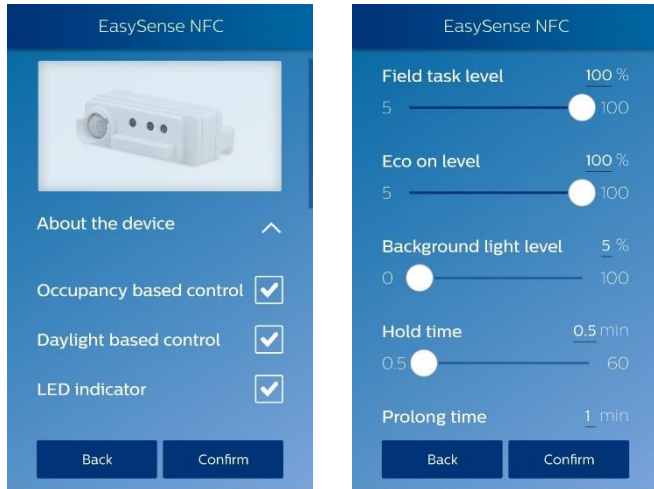 EasySense NFC
About the device
Occupancy based control
Daylight based control
LED indicator
Back Confirm
EasySense NFC
Field task level 100 %
5 100
Eco on level 100 %
5 100
Background light level 5 %
0 100
Hold time 0.5 min
0.5 60
Prolong time 1 min
Back Confirm